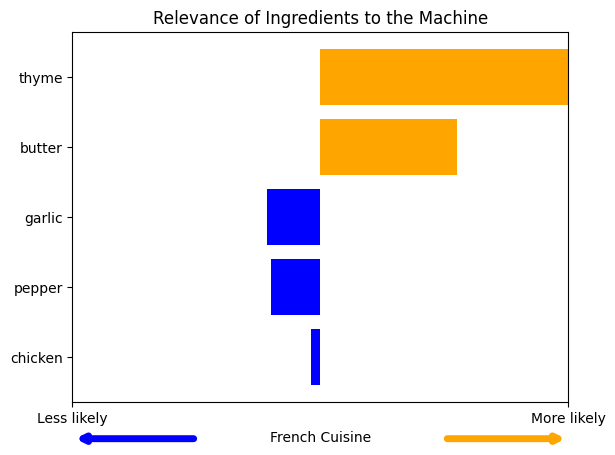 Relevance of Ingredients to the Machine
thyme
butter
garlic
pepper
chicken
Less likely
More likely
French Cuisine